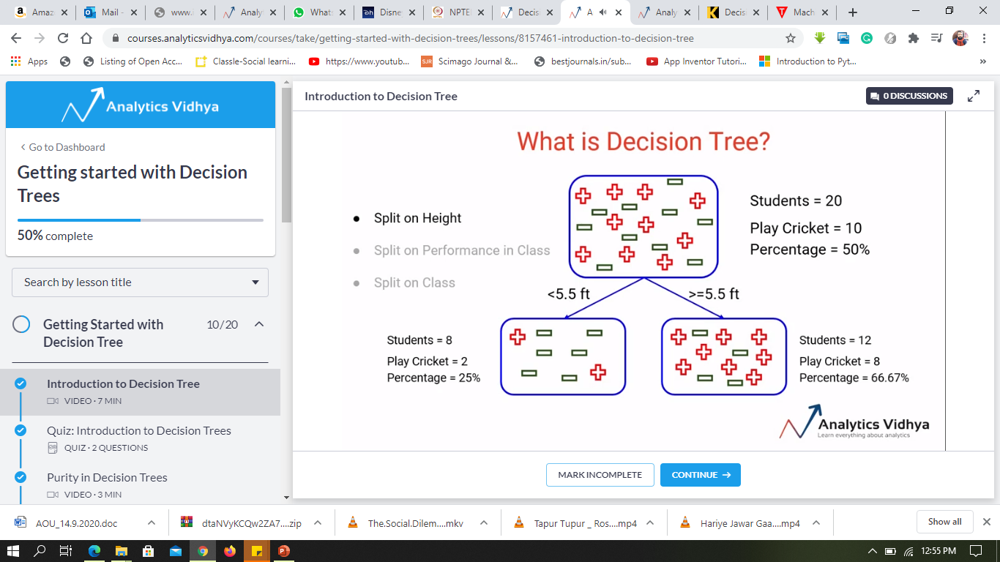 Amaz
Mail -
www.
Analy
Whats
Disne
NPTE
Decis
A
Analy
Decis
Mach
courses.analyticsvidhya.com/courses/take/getting-started-with-decision-trees/lessons/8157461-introduction-to-decision-tree
Apps
Listing of Open Acc...
Classle-Social learni...
https://www.youtub...
SJR
Scimago Journal &...
bestjournals.in/sub...
App Inventor Tutori...
Introduction to Pyt...
»
Analytics Vidhya
< Go to Dashboard
Getting started with Decision
Trees
50% complete
Search by lesson title
Getting Started with
Decision Tree
10/20
Introduction to Decision Tree
VIDEO · 7 MIN
Quiz: Introduction to Decision Trees
QUIZ · 2 QUESTIONS
Purity in Decision Trees
VIDEO · 3 MIN
Introduction to Decision Tree
0 DISCUSSIONS
What is Decision Tree?
• Split on Height
• Split on Performance in Class
• Split on Class
Students = 20
Play Cricket = 10
Percentage = 50%
<5.5 ft
>=5.5 ft
Students = 8
Play Cricket = 2
Percentage = 25%
Students = 12
Play Cricket = 8
Percentage = 66.67%
Analytics Vidhya
Learn everything about analytics
MARK INCOMPLETE
CONTINUE →
AOU_14.9.2020.doc
dtaNVyKCQw2ZA7....zip
The.Social.Dilem....mkv
Tapur Tupur _ Ros....mp4
Hariye Jawar Gaa....mp4
Show all
12:55 PM